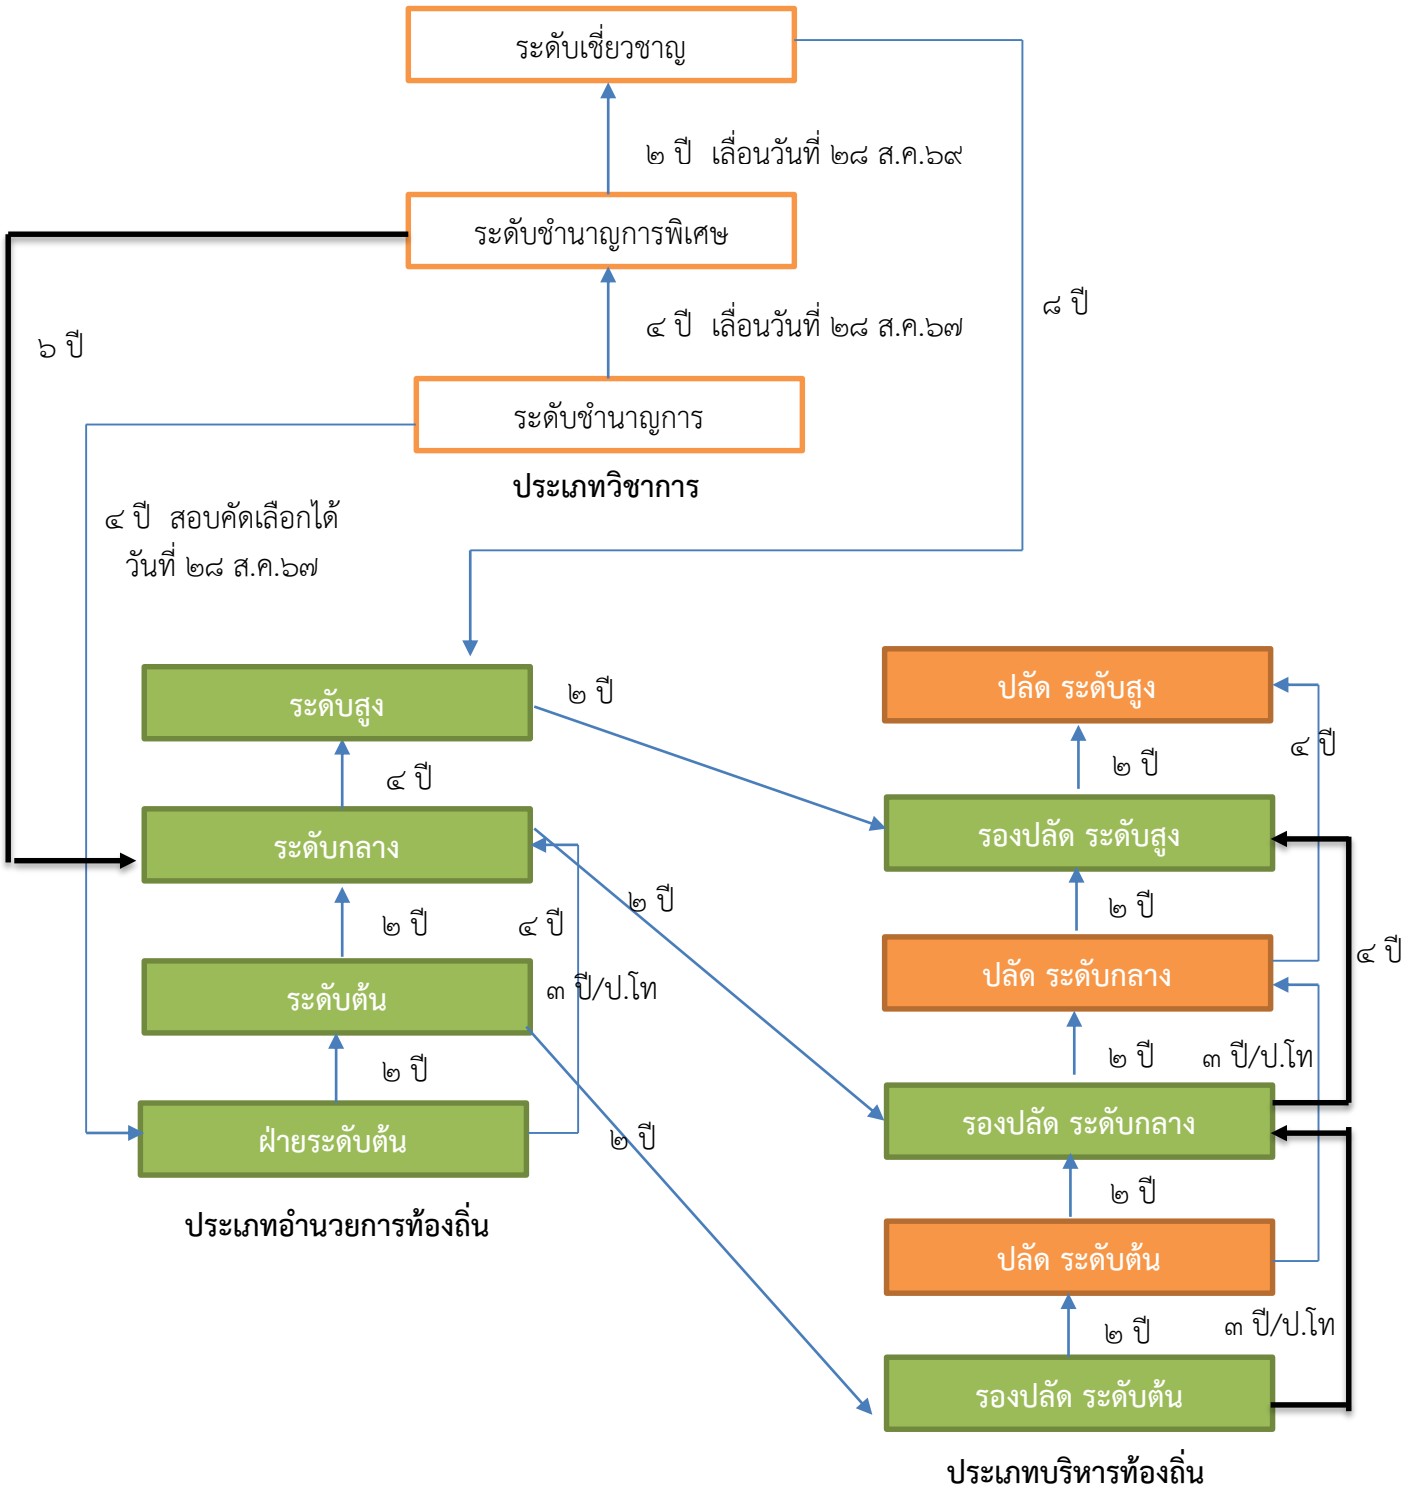 ระดับเชี่ยวชาญ
๒ ปี เลื่อนวันที่ ๒๘ ส.ค.๖๙
ระดับชำนาญการพิเศษ
๘ ปี
๔ ปี เลื่อนวันที่ ๒๘ ส.ค.๖๗
๖ ปี
ระดับชำนาญการ
ประเภทวิชาการ
๔ ปี สอบคัดเลือกได้
วันที่ ๒๘ ส.ค.๖๗
ระดับสูง
๒ ปี
๔ ปี
ระดับกลาง
๒ ปี
๒ ปี
๔ ปี
ระดับต้น
๓ ปี/ป.โท
๒ ปี
ฝ่ายระดับต้น
๒ ปี
ประเภทอำนวยการท้องถิ่น
ปลัด ระดับสูง
๔ ปี
๒ ปี
รองปลัด ระดับสูง
๒ ปี
๔ ปี
ปลัด ระดับกลาง
๒ ปี
๓ ปี/ป.โท
รองปลัด ระดับกลาง
๒ ปี
ปลัด ระดับต้น
๒ ปี
๓ ปี/ป.โท
รองปลัด ระดับต้น
ประเภทบริหารท้องถิ่น